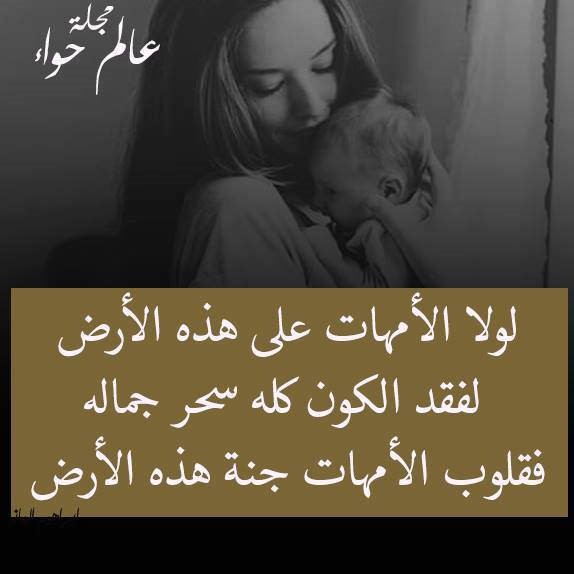 مجلة
عالم حواء
لولا الأمهات على هذه الأرض
لفقد الكون كله سحر جماله
فقلوب الأمهات جنة هذه الأرض